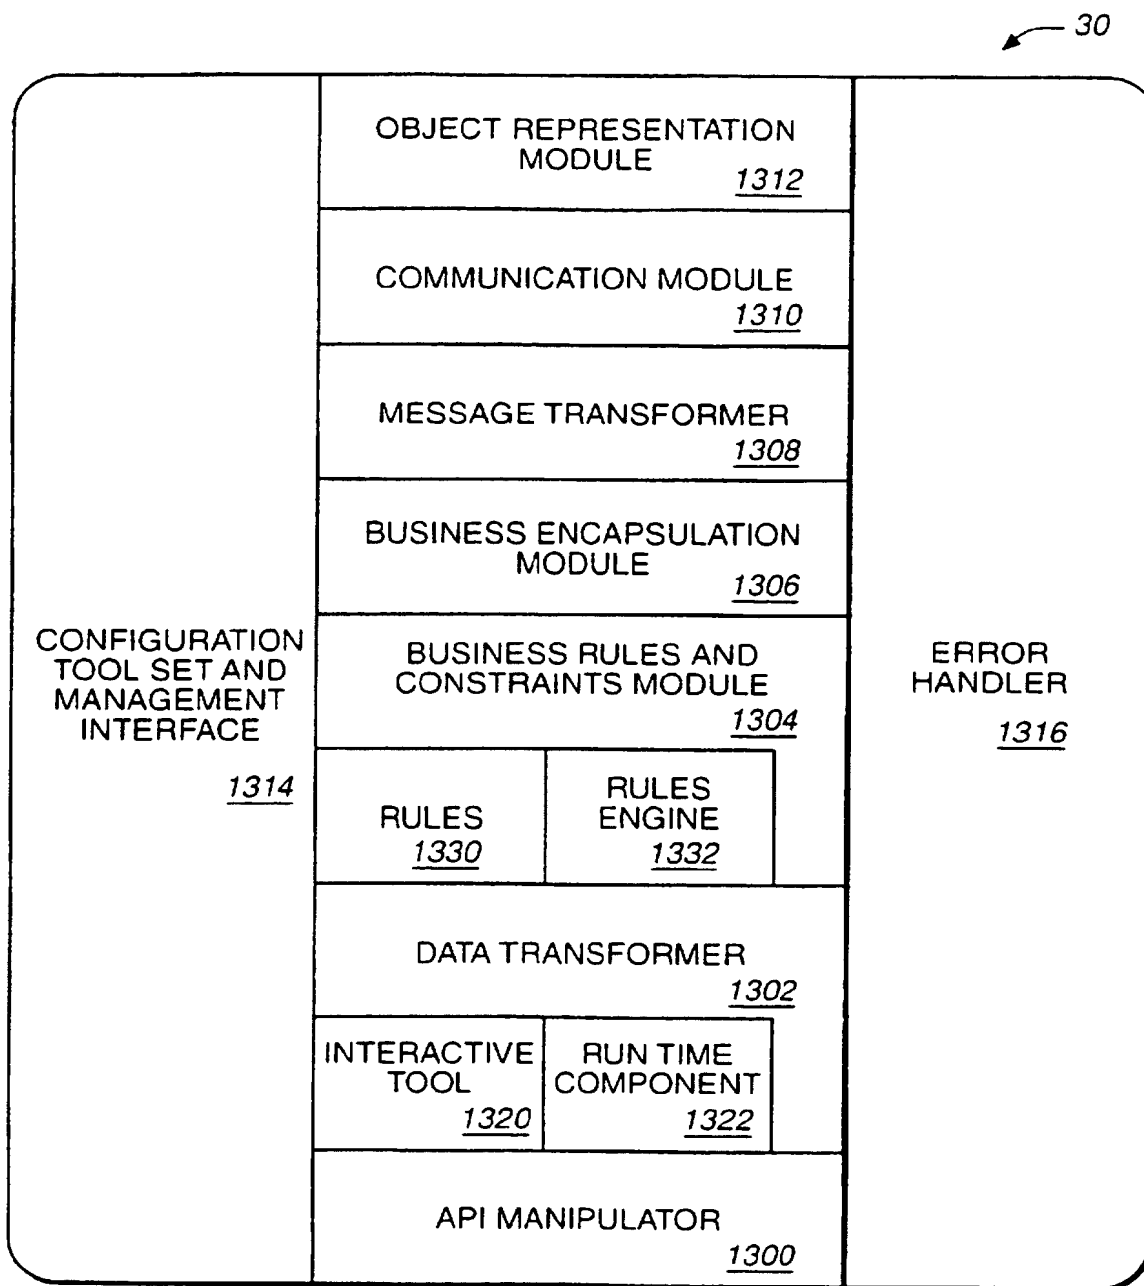 30
OBJECT REPRESENTATION
MODULE
1312
COMMUNICATION MODULE
1310
MESSAGE TRANSFORMER
1308
BUSINESS ENCAPSULATION
MODULE
1306
CONFIGURATION
TOOL SET AND
MANAGEMENT
INTERFACE
1314
BUSINESS RULES AND
CONSTRAINTS MODULE
1304
RULES
1330
RULES
ENGINE
1332
ERROR
HANDLER
1316
DATA TRANSFORMER
1302
INTERACTIVE
TOOL
1320
RUN TIME
COMPONENT
1322
API MANIPULATOR
1300